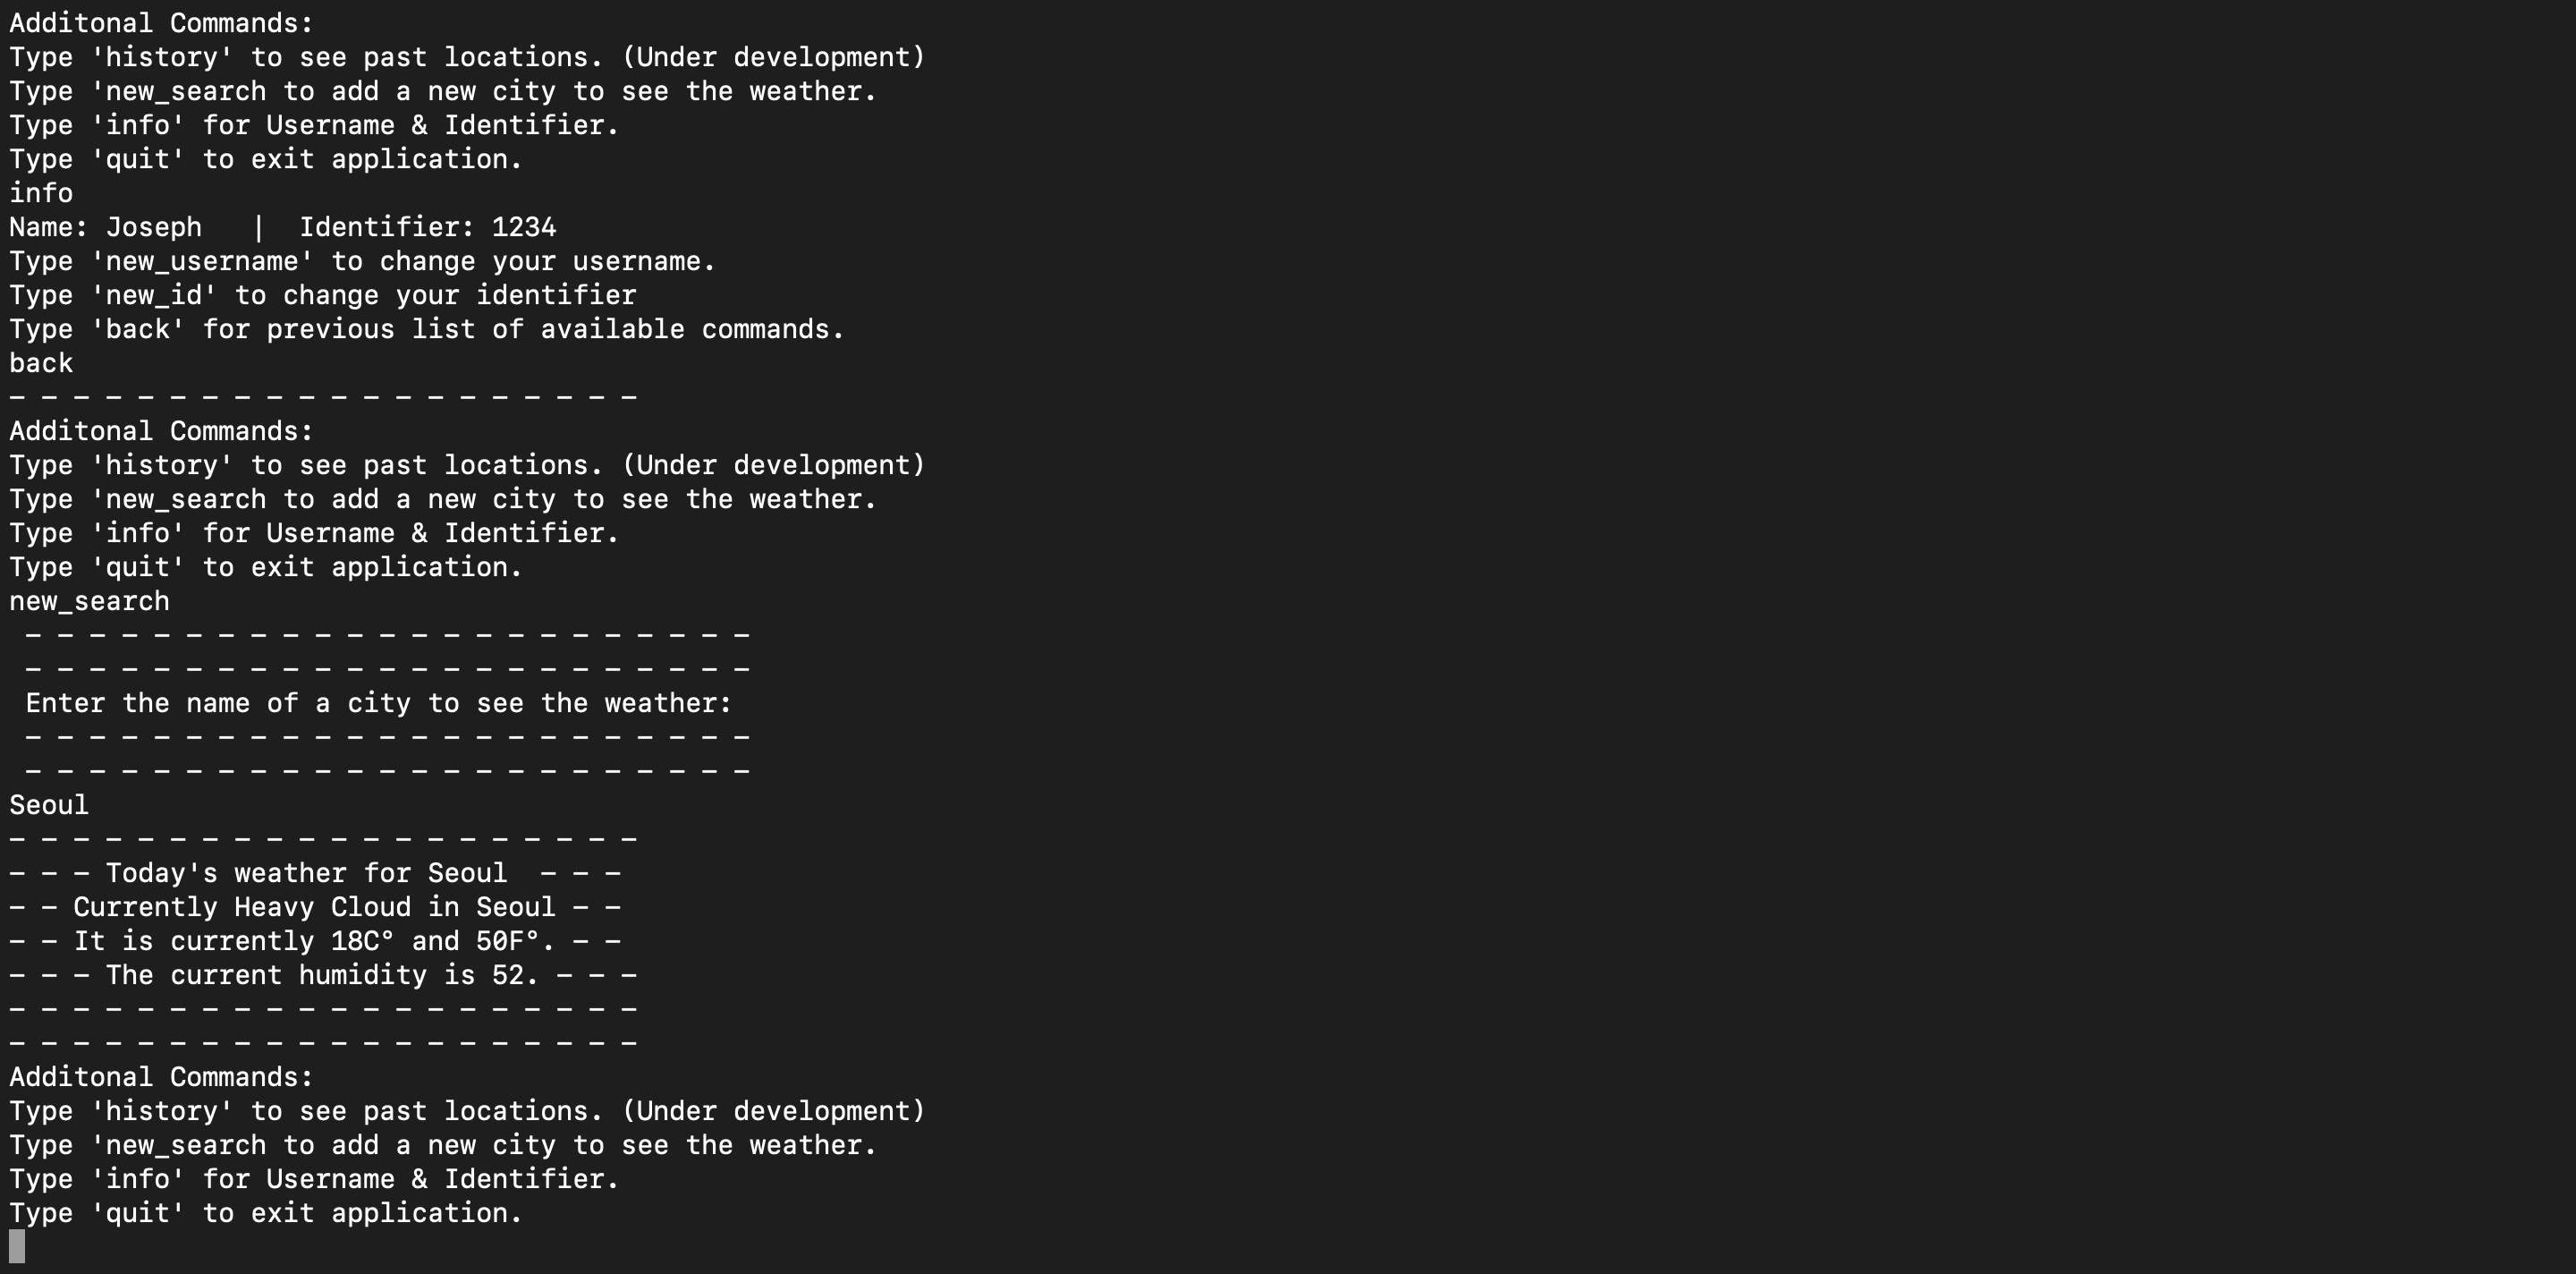 Additonal Commands:
Type 'history' to see past locations. (Under development)
Type 'new_search to add a new city to see the weather.
Type 'info' for Username & Identifier.
Type 'quit' to exit application.
info
Name: Joseph   |  Identifier: 1234
Type 'new_username' to change your username.
Type 'new_id' to change your identifier
Type 'back' for previous list of available commands.
back
- - - - - - - - - - - - - - - - - - - -
Additonal Commands:
Type 'history' to see past locations. (Under development)
Type 'new_search to add a new city to see the weather.
Type 'info' for Username & Identifier.
Type 'quit' to exit application.
new_search
 - - - - - - - - - - - - - - - - - - - - - - -
 - - - - - - - - - - - - - - - - - - - - - - -
 Enter the name of a city to see the weather:
 - - - - - - - - - - - - - - - - - - - - - - -
 - - - - - - - - - - - - - - - - - - - - - - -
Seoul
- - - - - - - - - - - - - - - - - - - -
- - - Today's weather for Seoul  - - -
- - Currently Heavy Cloud in Seoul - -
- - It is currently 18C° and 50F°. - -
- - - The current humidity is 52. - - -
- - - - - - - - - - - - - - - - - - - -
- - - - - - - - - - - - - - - - - - - -
Additonal Commands:
Type 'history' to see past locations. (Under development)
Type 'new_search to add a new city to see the weather.
Type 'info' for Username & Identifier.
Type 'quit' to exit application.